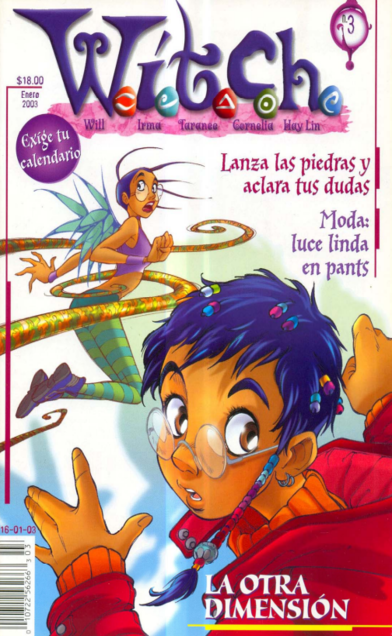 n.3
Witch
$18.00
Enero
2003
Will Irma Taranee Cornelia Hay Lin
Exige tu
calendario
Lanza las piedras y
aclara tus dudas
Moda:
luce linda
en pants
16-01-03
LA OTRA
DIMENSIÓN